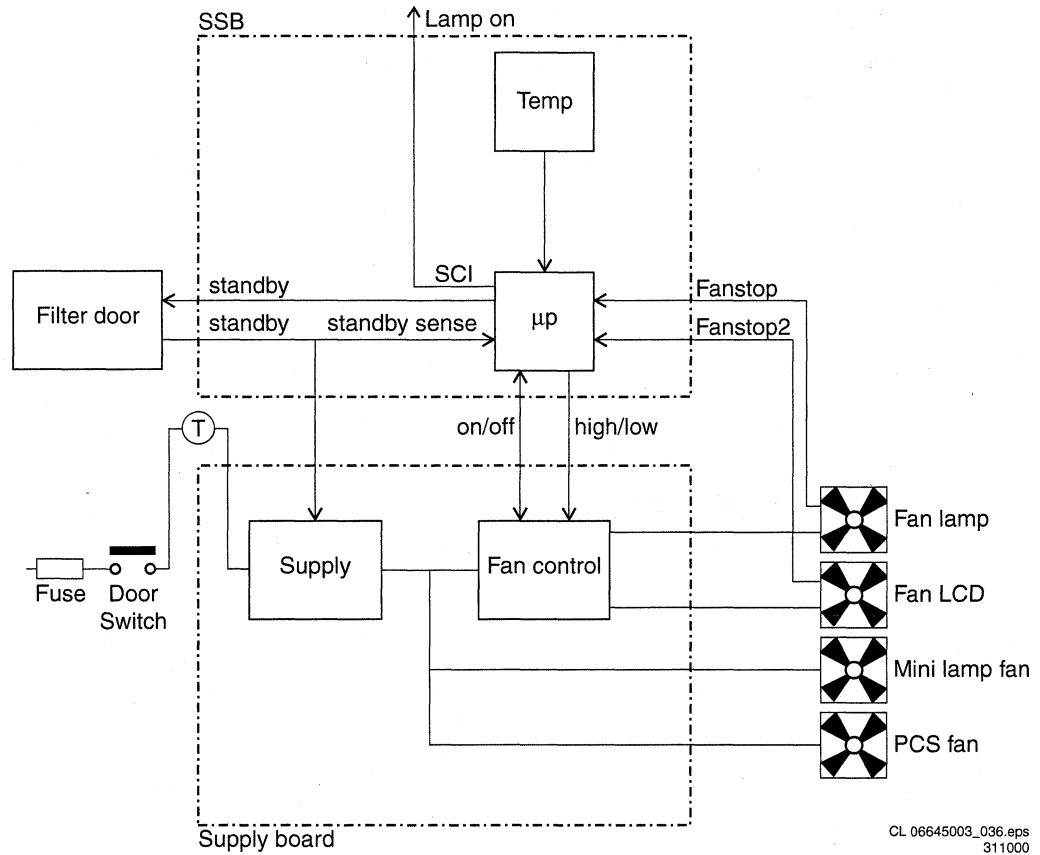 SSB
Lamp on
Temp
SCI
standby
Fanstop
Filter door
μp
standby
standby sense
Fanstop2
T
on/off
high/low
Fan lamp
Supply
Fan control
Fuse
Door
Switch
Fan LCD
Mini lamp fan
PCS fan
Supply board
CL 06645003_036.eps
311000